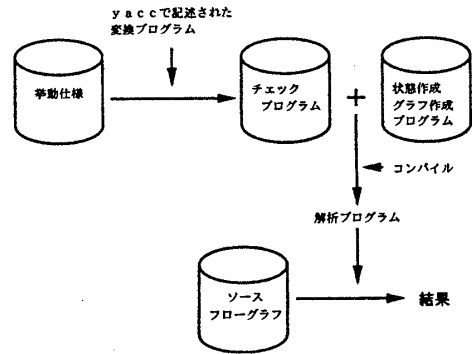 ｙａｃｃで記述された
変換プログラム
挙動仕様
チェック
プログラム
＋
状態作成
グラフ作成
プログラム
コンパイル
解析プログラム
ソース
フローグラフ
結果